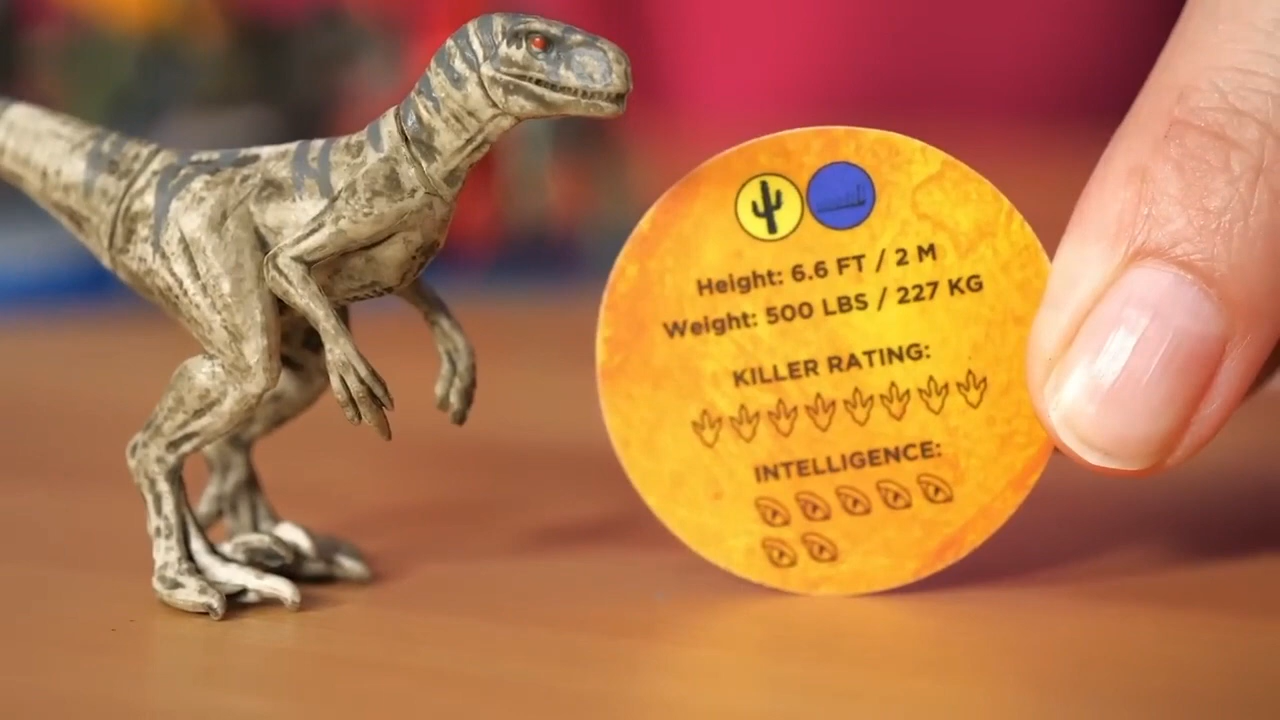 Height: 6.6 FT / 2 M
Weight: 500 LBS / 227 KG
KILLER RATING:
INTELLIGENCE: